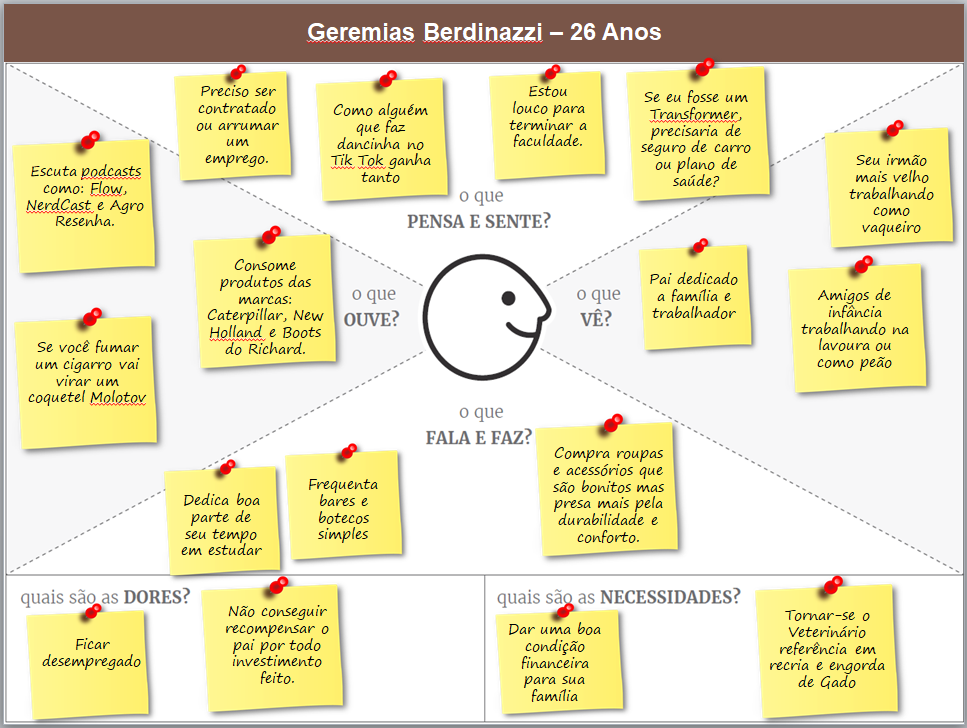 Geremias Berdinazzi – 26 Anos
Preciso ser
contratado
ou arrumar
um
emprego.
Como alguém
que faz
dancinha no
Tik Tok ganha
tanto
Estou
louco para
terminar a
faculdade.
Se eu fosse um
Transformer,
precisaria de
seguro de carro
ou plano de
saúde?
o que
PENSA E SENTE?
Escuta podcasts
como: Flow,
NerdCast e Agro
Resenha.
Consome
produtos das
marcas:
Caterpillar, New
Holland e Boots
do Richard.
Se você fumar
um cigarro vai
virar um
coquetel Molotov
o que
OUVE?
o que
VÊ?
Seu irmão
mais velho
trabalhando
como
vaqueiro
Pai dedicado
a família e
trabalhador
Amigos de
infância
trabalhando na
lavoura ou
como peão
o que
FALA E FAZ?
Dedica boa
parte de
seu tempo
em estudar
Frequenta
bares e
botecos
simples
Compra roupas
e acessórios que
são bonitos mas
presa mais pela
durabilidade e
conforto.
quais são as DORES?
Ficar
desempregado
Não conseguir
recompensar o
pai por todo
investimento
feito.
quais são as NECESSIDADES?
Dar uma boa
condição
financeira
para sua
família
Tornar-se o
Veterinário
referência em
recria e engorda
de Gado